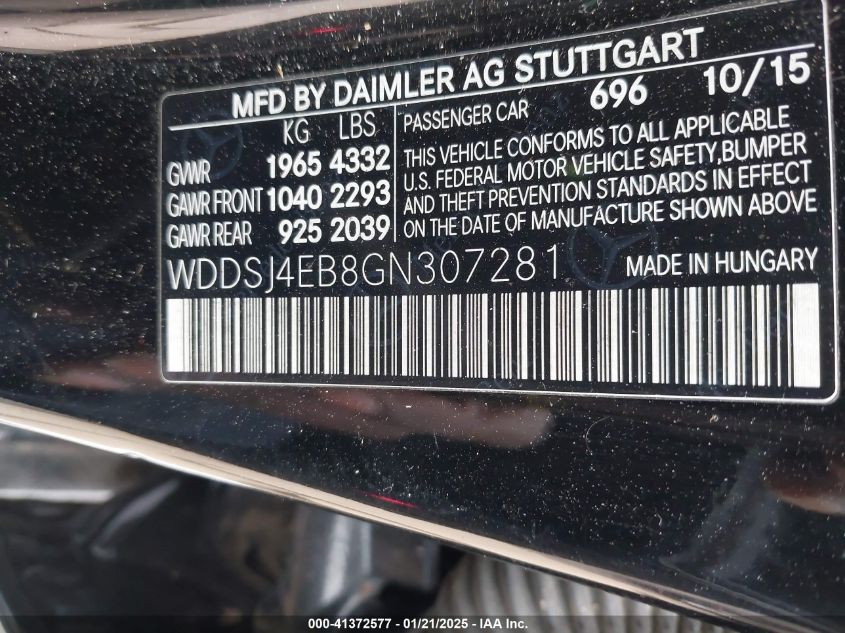 MFD BY DAIMLER AG STUTTGART
KG LBS
GVWR 1965 4332
GAWR FRONT 1040 2293
GAWR REAR 925 2039
PASSENGER CAR 696 10/15
THIS VEHICLE CONFORMS TO ALL APPLICABLE
U.S. FEDERAL MOTOR VEHICLE SAFETY, BUMPER
AND THEFT PREVENTION STANDARDS IN EFFECT
ON THE DATE OF MANUFACTURE SHOWN ABOVE
WDDSJ4EB8GN307281 MADE IN HUNGARY
000-41372577 - 01/21/2025 - IAA Inc.